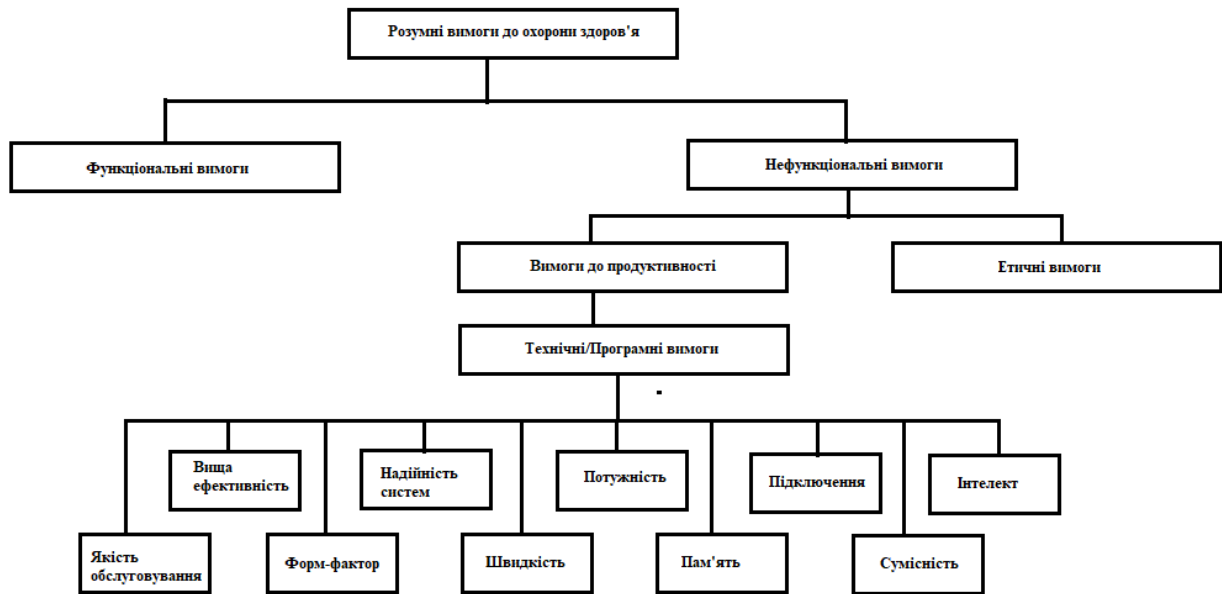 Розумні вимоги до охорони здоров'я
Функціональні вимоги
Нефункціональні вимоги
Вимоги до продуктивності
Етичні вимоги
Технічні/Програмні вимоги
Вища
ефективність
Надійність
систем
Потужність
Підключення
Інтелект
Якість
обслуговування
Форм-фактор
Швидкість
Пам'ять
Сумісність